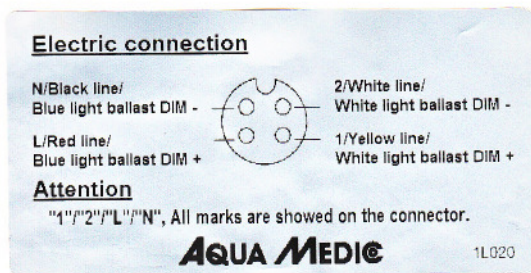 Electric connection
N/Black line/
Blue light ballast DIM -
2/White line/
White light ballast DIM -
L/Red line/
Blue light ballast DIM +
1/Yellow line/
White light ballast DIM +
Attention
"1"/"2"/"L"/"N", All marks are showed on the connector.
AQUA MEDIC
1L020